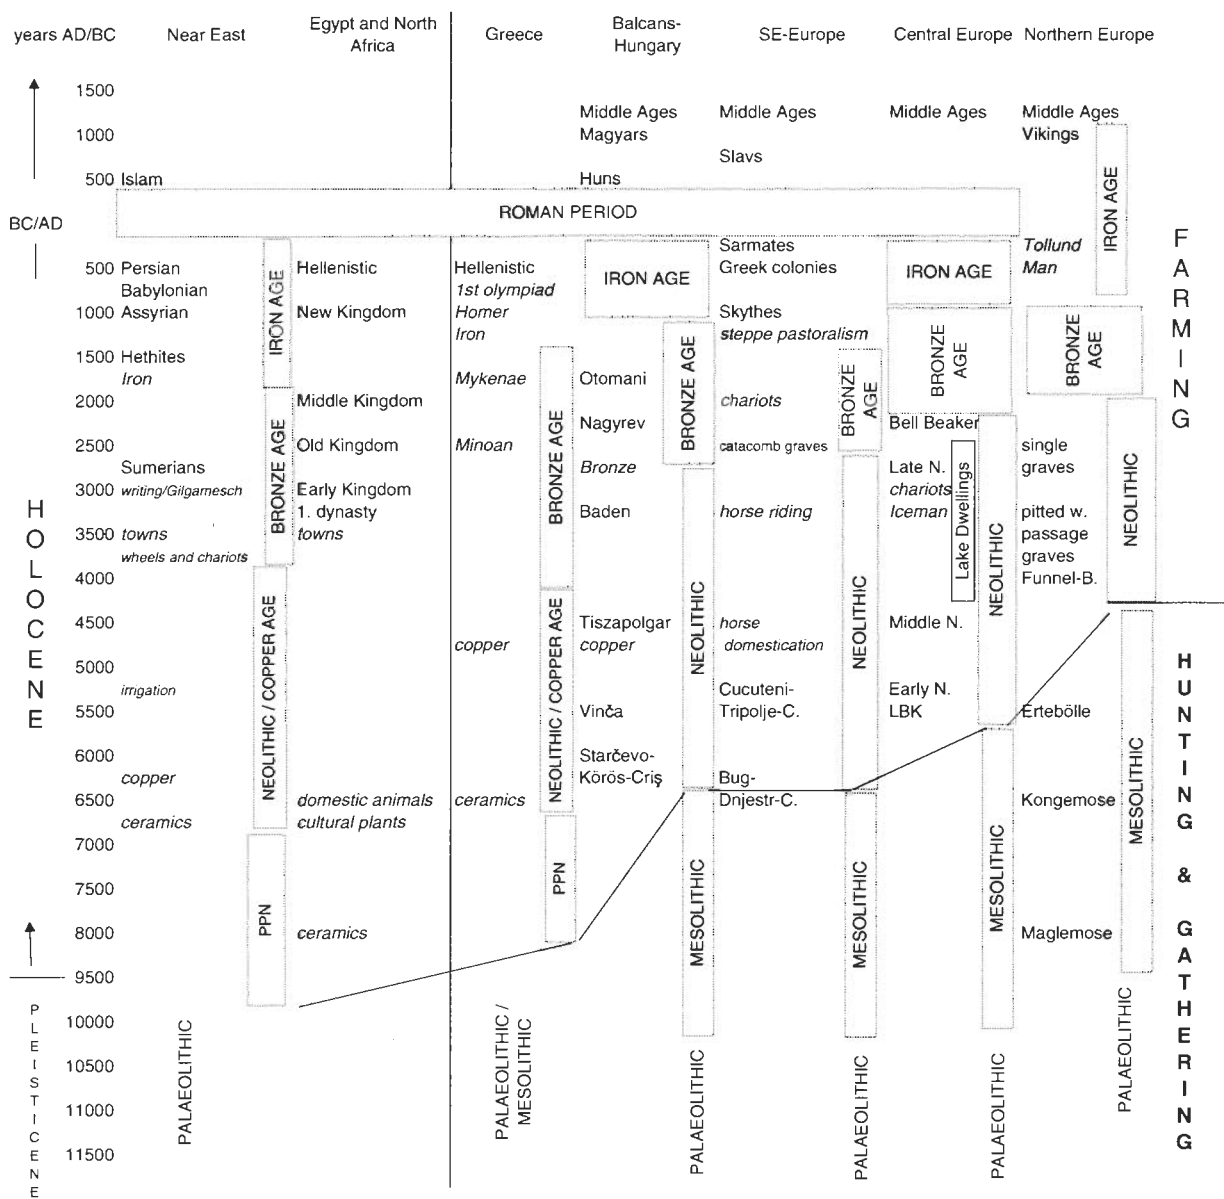 years AD/BC
Near East
Egypt and North
Africa
Greece
Balcans-
Hungary
SE-Europe
Central Europe
Northern Europe
1500
1000
500
BC/AD
500
1000
1500
2000
2500
3000
3500
4000
4500
5000
5500
6000
6500
7000
7500
8000
9500
10000
10500
11000
11500
HOLOCENE
PLEISTICENE
Islam
ROMAN PERIOD
Persian
Babylonian
Assyrian
Hethites
Iron
Sumerians
writing/Gilgamesch
towns
wheels and chariots
irrigation
copper
ceramics
PALAEOLITHIC
IRON AGE
BRONZE AGE
NEOLITHIC / COPPER AGE
PPN
Hellenistic
New Kingdom
Middle Kingdom
Old Kingdom
Early Kingdom
1. dynasty
towns
domestic animals
cultural plants
ceramics
Hellenistic
1st olympiad
Homer
Iron
Mykenae
Minoan
copper
ceramics
PALAEOLITHIC /
MESOLITHIC
BRONZE AGE
NEOLITHIC / COPPER AGE
PPN
Middle Ages
Magyars
Huns
IRON AGE
Otomani
Nagyrev
Bronze
Baden
Tiszapolgar
copper
Vinča
Starčevo-
Körös-Criş
BRONZE AGE
NEOLITHIC
MESOLITHIC
PALAEOLITHIC
Middle Ages
Slavs
Sarmates
Greek colonies
Skythes
steppe pastoralism
chariots
catacomb graves
horse riding
horse
domestication
Cucuteni-
Tripolje-C.
Bug-
Dnjestr-C.
BRONZE
AGE
NEOLITHIC
MESOLITHIC
PALAEOLITHIC
Middle Ages
IRON AGE
BRONZE
AGE
Bell Beaker
Late N.
chariots
Iceman
Lake Dwellings
Middle N.
Early N.
LBK
NEOLITHIC
MESOLITHIC
PALAEOLITHIC
Middle Ages
Vikings
IRON AGE
Tollund
Man
BRONZE
AGE
single
graves
pitted w.
passage
graves
Funnel-B.
NEOLITHIC
Ertebölle
Kongemose
Maglemose
MESOLITHIC
PALAEOLITHIC
FARMING
HUNTING & GATHERING